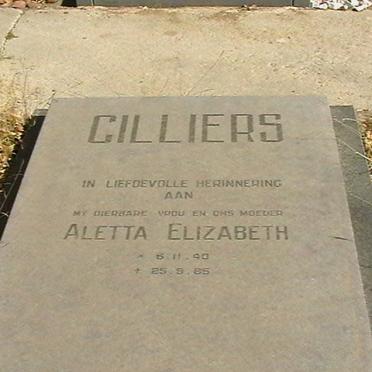 CILLIERS
IN LIEFDEVOLLE HERINNERING
AAN
MY DIERBARE VROU EN ONS MOEDER
ALETTA ELIZABETH
* 6.11.40
† 25.9.85